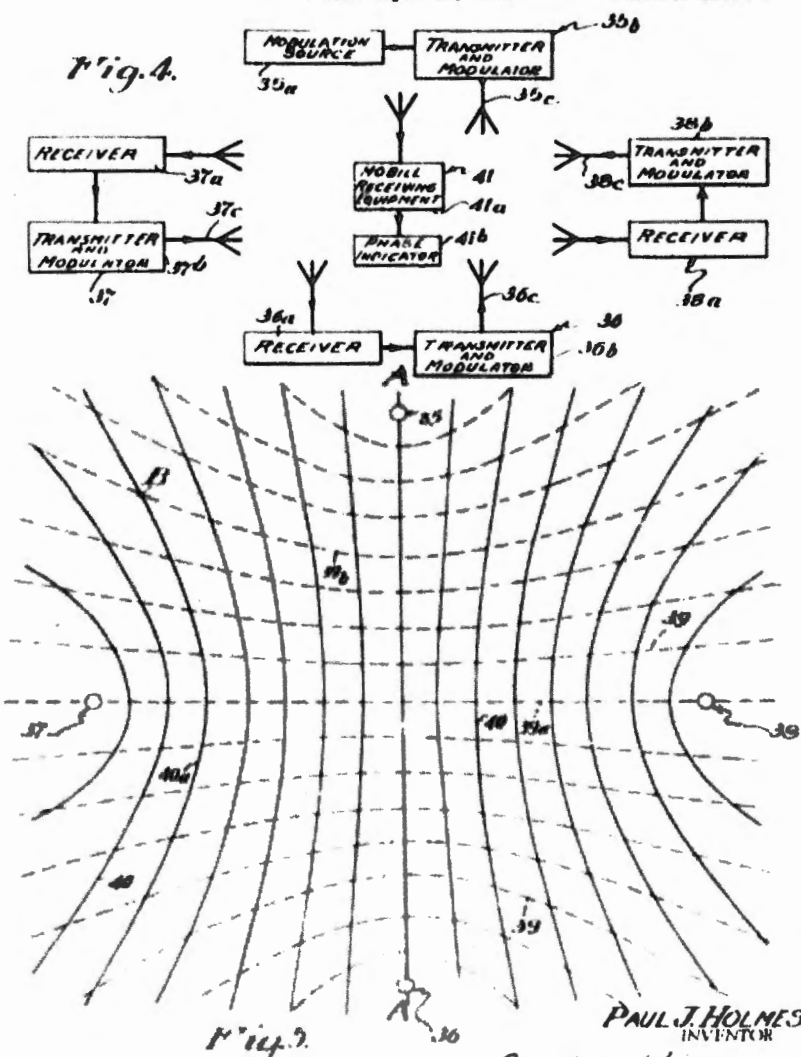 Fig. 4.
MODULATION SOURCE
35a
TRANSMITTER AND MODULATOR
35b
35c
RECEIVER
37a
TRANSMITTER AND MODULATOR
37b
37c
37
MOBILL RECEIVING EQUIPMENT
41
41a
PHASE INDICATOR
41b
38b
TRANSMITTER AND MODULATOR
38c
RECEIVER
38a
36a
RECEIVER
36c
TRANSMITTER AND MODULATOR
36
36b
A
35
B
39b
39
37
40
39a
38
40a
40
39
A
36
Fig. 5.
PAUL J. HOLMES
INVENTOR